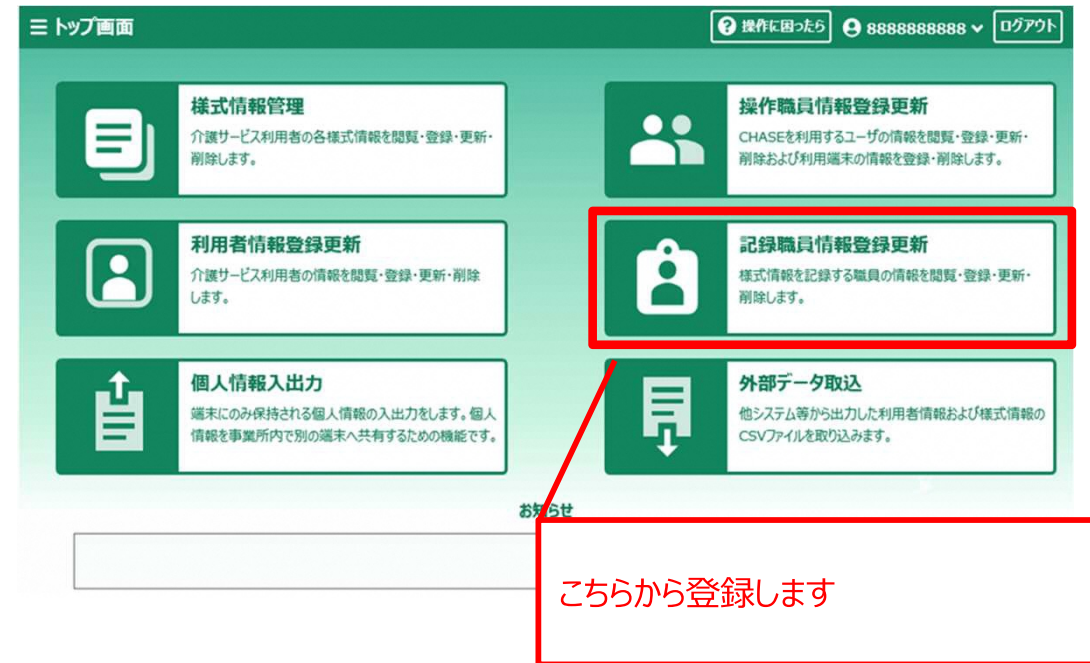 トップ画面
操作に困ったら
8888888888
ログアウト
様式情報管理
介護サービス利用者の各様式情報を閲覧・登録・更新・
削除します。
操作職員情報登録更新
CHASEを利用するユーザの情報を閲覧・登録・更新・
削除および利用端末の情報を登録・削除します。
利用者情報登録更新
介護サービス利用者の情報を閲覧・登録・更新・削除
します。
記録職員情報登録更新
様式情報を記録する職員の情報を閲覧・登録・更新・
削除します。
個人情報入出力
端末にのみ保持される個人情報の入出力をします。個人
情報を事業所内で別の端末へ共有するための機能です。
外部データ取込
他システム等から出力した利用者情報および様式情報の
CSVファイルを取り込みます。
お知らせ
こちらから登録します